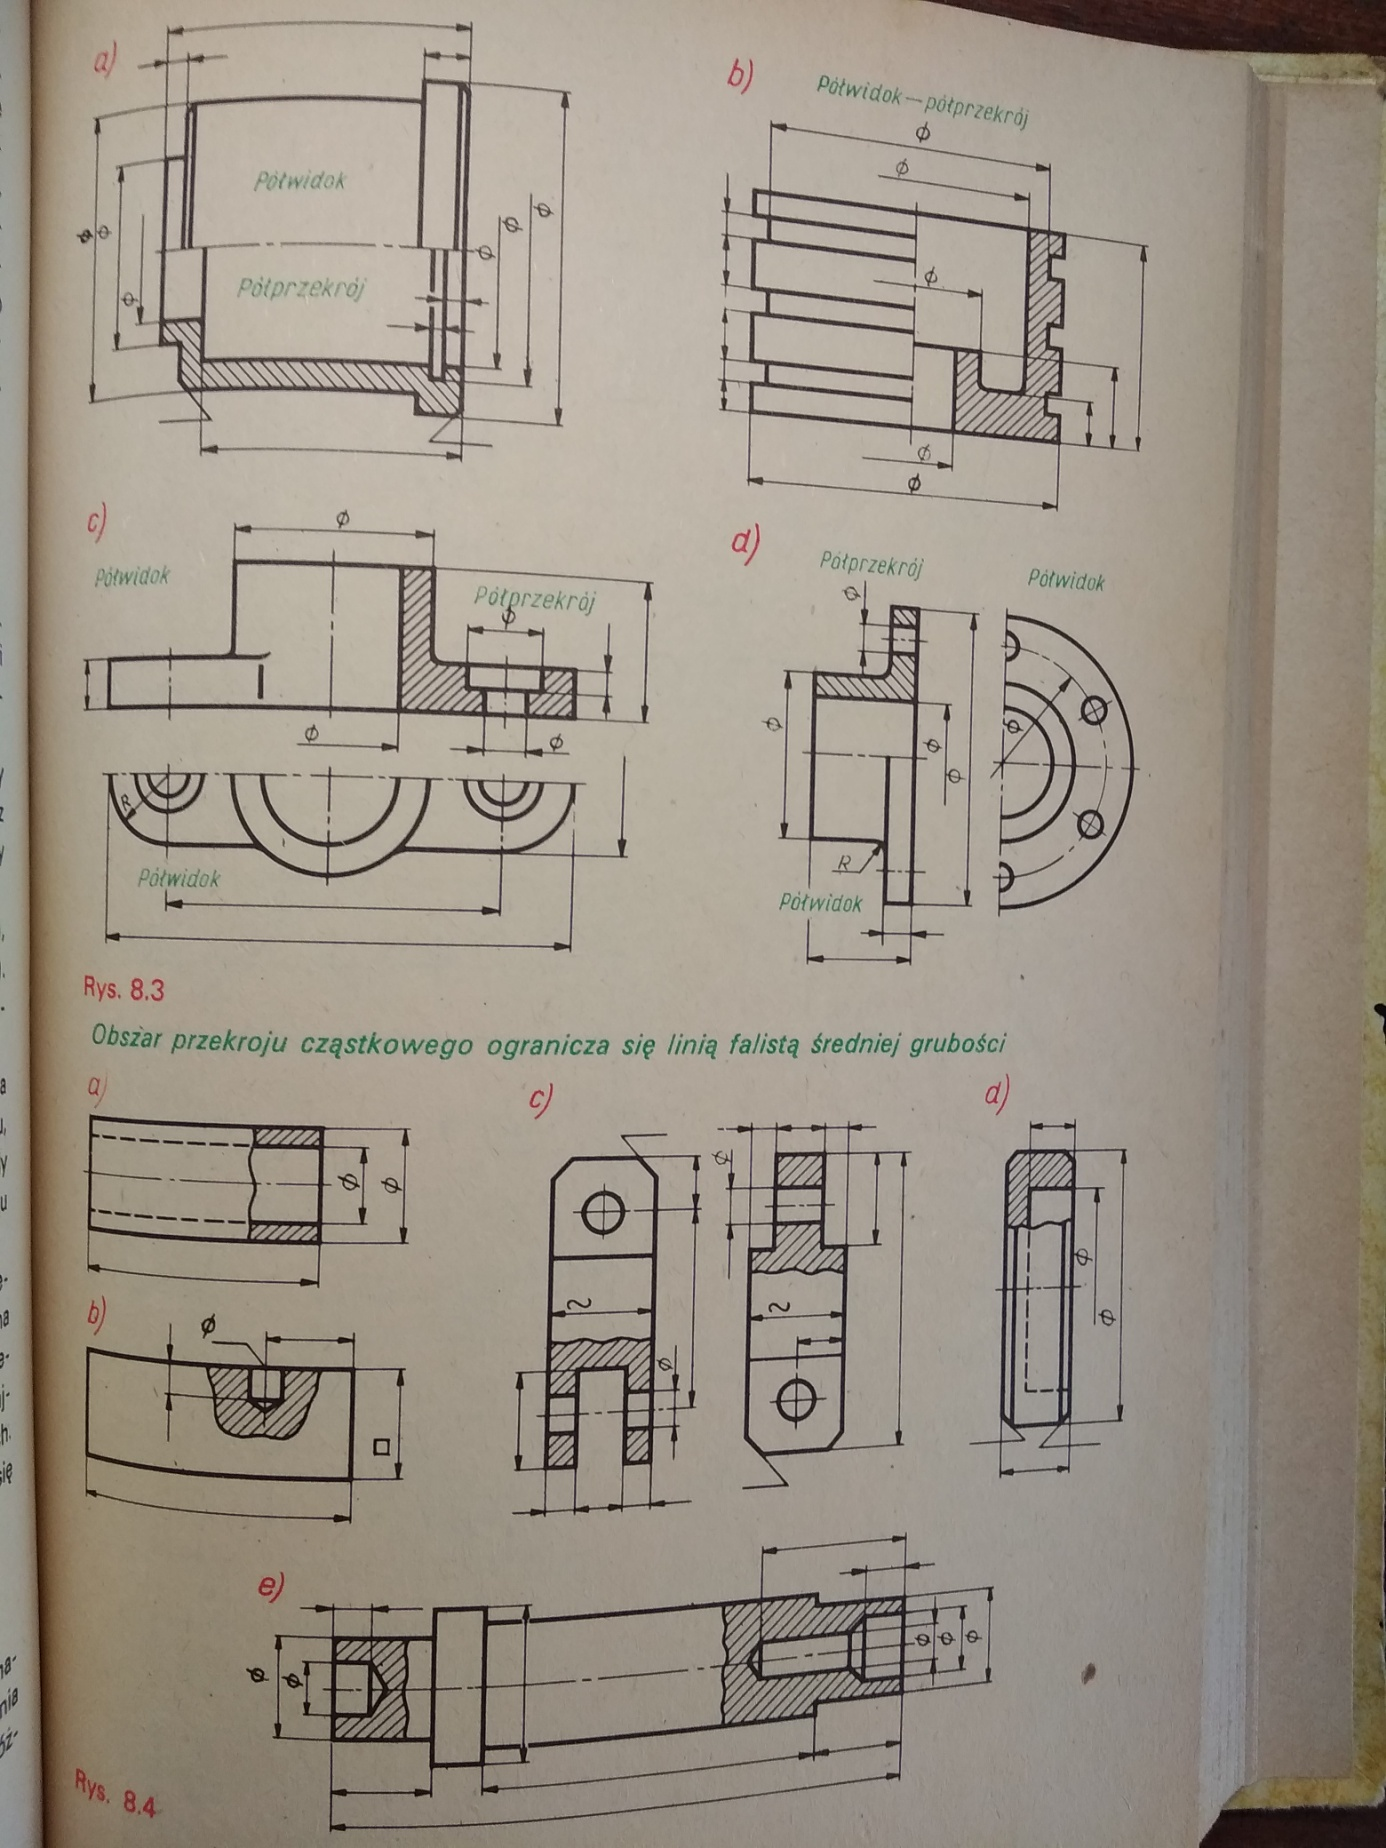 a)
Półwidok
Półprzekrój
ϕ
ϕ
ϕ
ϕ
ϕ
ϕ
b)
Półwidok—półprzekrój
ϕ
ϕ
ϕ
ϕ
ϕ
c)
ϕ
Półwidok
Półprzekrój
ϕ
ϕ
ϕ
R
Półwidok
d)
Półprzekrój
Półwidok
ϕ
ϕ
ϕ
ϕ
ϕ
R
Półwidok
Rys. 8.3
Obszar przekroju cząstkowego ogranicza się linią falistą średniej grubości
a)
ϕ
ϕ
b)
ϕ
□
c)
ϕ
ϕ
d)
ϕ
ϕ
e)
ϕ
ϕ
ϕ
ϕ
ϕ
Rys. 8.4